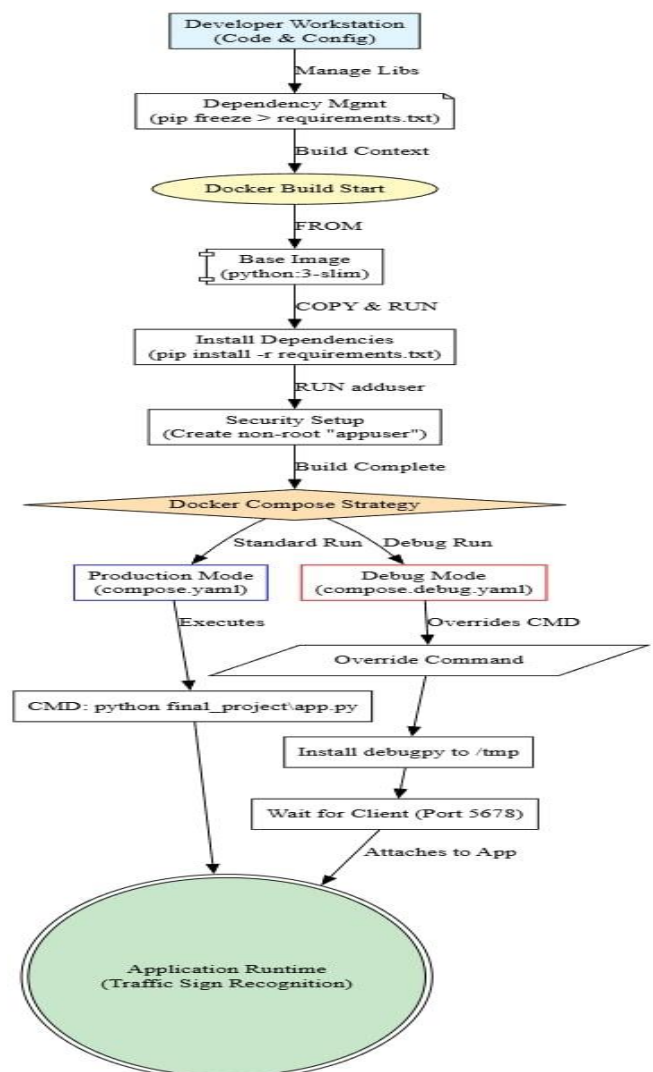 Developer Workstation
(Code & Config)
Manage Libs
Dependency Mgmt
(pip freeze > requirements.txt)
Build Context
Docker Build Start
FROM
Base Image
(python:3-slim)
COPY & RUN
Install Dependencies
(pip install -r requirements.txt)
RUN adduser
Security Setup
(Create non-root "appuser")
Build Complete
Docker Compose Strategy
Standard Run
Debug Run
Production Mode
(compose.yaml)
Debug Mode
(compose.debug.yaml)
Executes
Overrides CMD
Override Command
CMD: python final_project\app.py
Install debugpy to /tmp
Wait for Client (Port 5678)
Attaches to App
Application Runtime
(Traffic Sign Recognition)